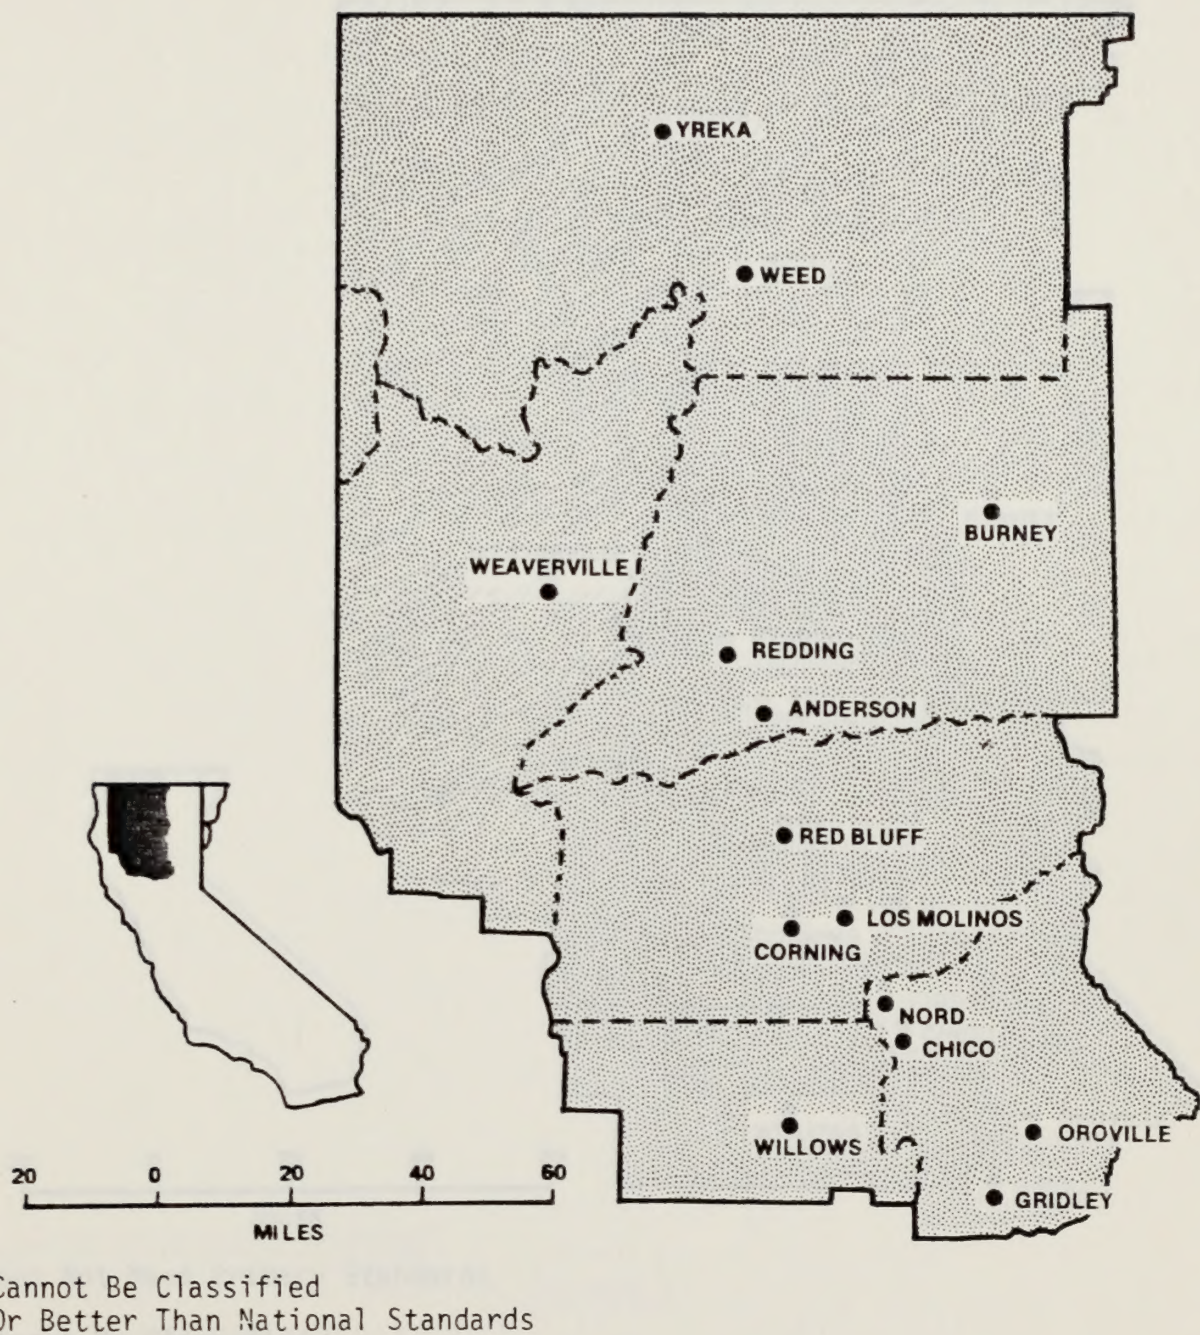 YREKA
WEED
BURNEY
WEAVERVILLE
REDDING
ANDERSON
RED BLUFF
LOS MOLINOS
CORNING
NORD
CHICO
WILLOWS
OROVILLE
GRIDLEY
20 0 20 40 60
MILES
Cannot Be Classified
Or Better Than National Standards